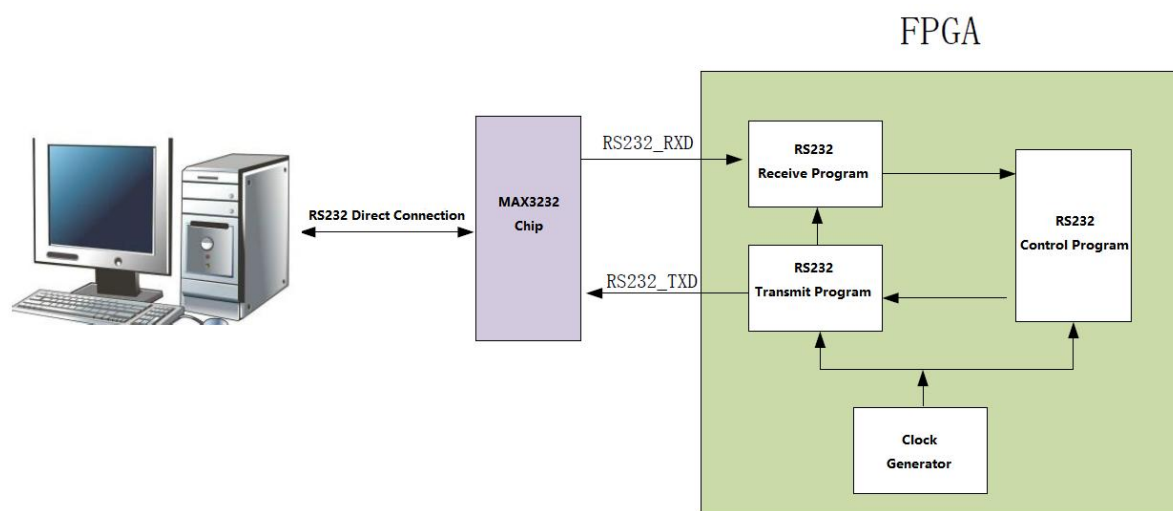 FPGA
RS232 Direct Connection
MAX3232
Chip
RS232_RXD
RS232_TXD
RS232
Receive Program
RS232
Transmit Program
RS232
Control Program
Clock
Generator